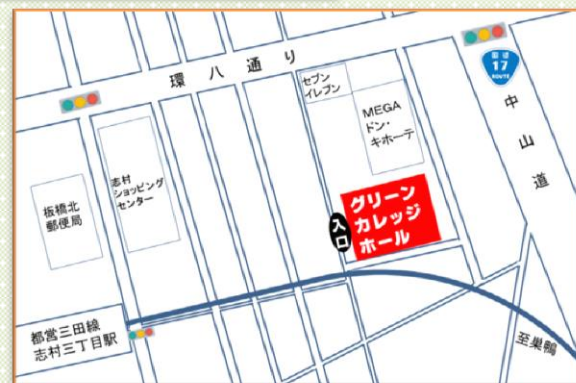 環八通り
国道
17
ROUTE
中山道
セブン
イレブン
MEGA
ドン・
キホーテ
志村
ショッピング
センター
板橋北
郵便局
グリーン
カレッジ
ホール
入口
都営三田線
志村三丁目駅
至巣鴨